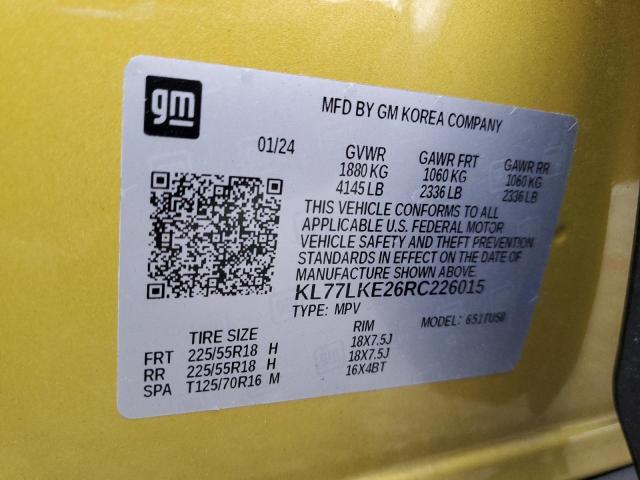 gm
MFD BY GM KOREA COMPANY
01/24
GVWR GAWR FRT GAWR RR
1880 KG 1060 KG 1060 KG
4145 LB 2336 LB 2336 LB
THIS VEHICLE CONFORMS TO ALL
APPLICABLE U.S. FEDERAL MOTOR
VEHICLE SAFETY AND THEFT PREVENTION
STANDARDS IN EFFECT ON THE DATE OF
MANUFACTURE SHOWN ABOVE.
KL77LKE26RC226015
TYPE: MPV MODEL: 651TUS8
TIRE SIZE RIM
FRT 225/55R18 H 18X7.5J
RR 225/55R18 H 18X7.5J
SPA T125/70R16 M 16X4BT